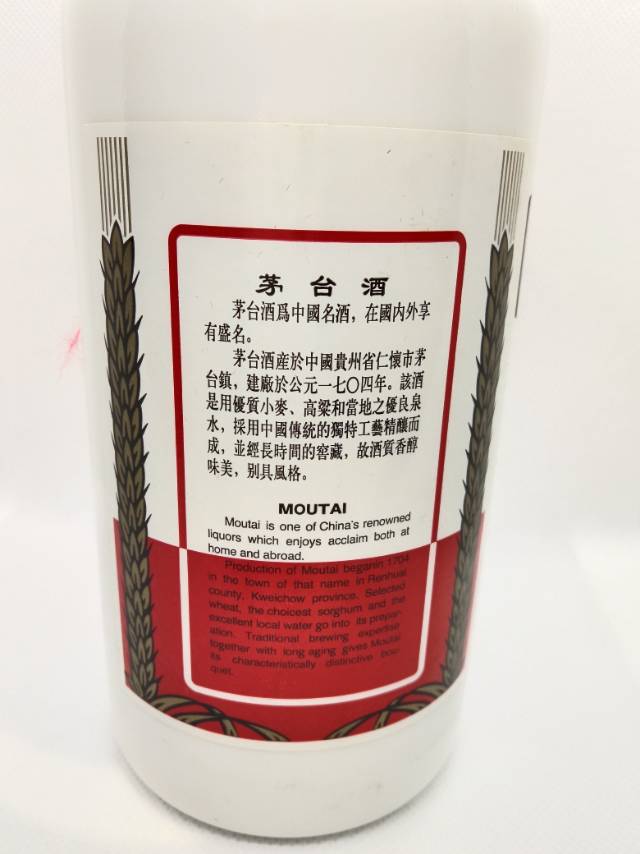 茅台酒
茅台酒爲中國名酒，在國内外享
有盛名。
茅台酒産於中國貴州省仁懷市茅
台鎮，建廠於公元一七〇四年。該酒
是用優質小麥、高粱和當地之優良泉
水，採用中國傳統的獨特工藝精釀而
成，並經長時間的窖藏，故酒質香醇
味美，别具風格。
MOUTAI
Moutai is one of China's renowned
liquors which enjoys acclaim both at
home and abroad.
Production of Moutai beganin 1704
in the town of that name in Renhuai
county, Kweichow province. Selected
wheat, the choicest sorghum and the
excellent local water go into its prepar-
ation. Traditional brewing expertise
together with long aging gives Moutai
its characteristically distinctive bou-
quet.